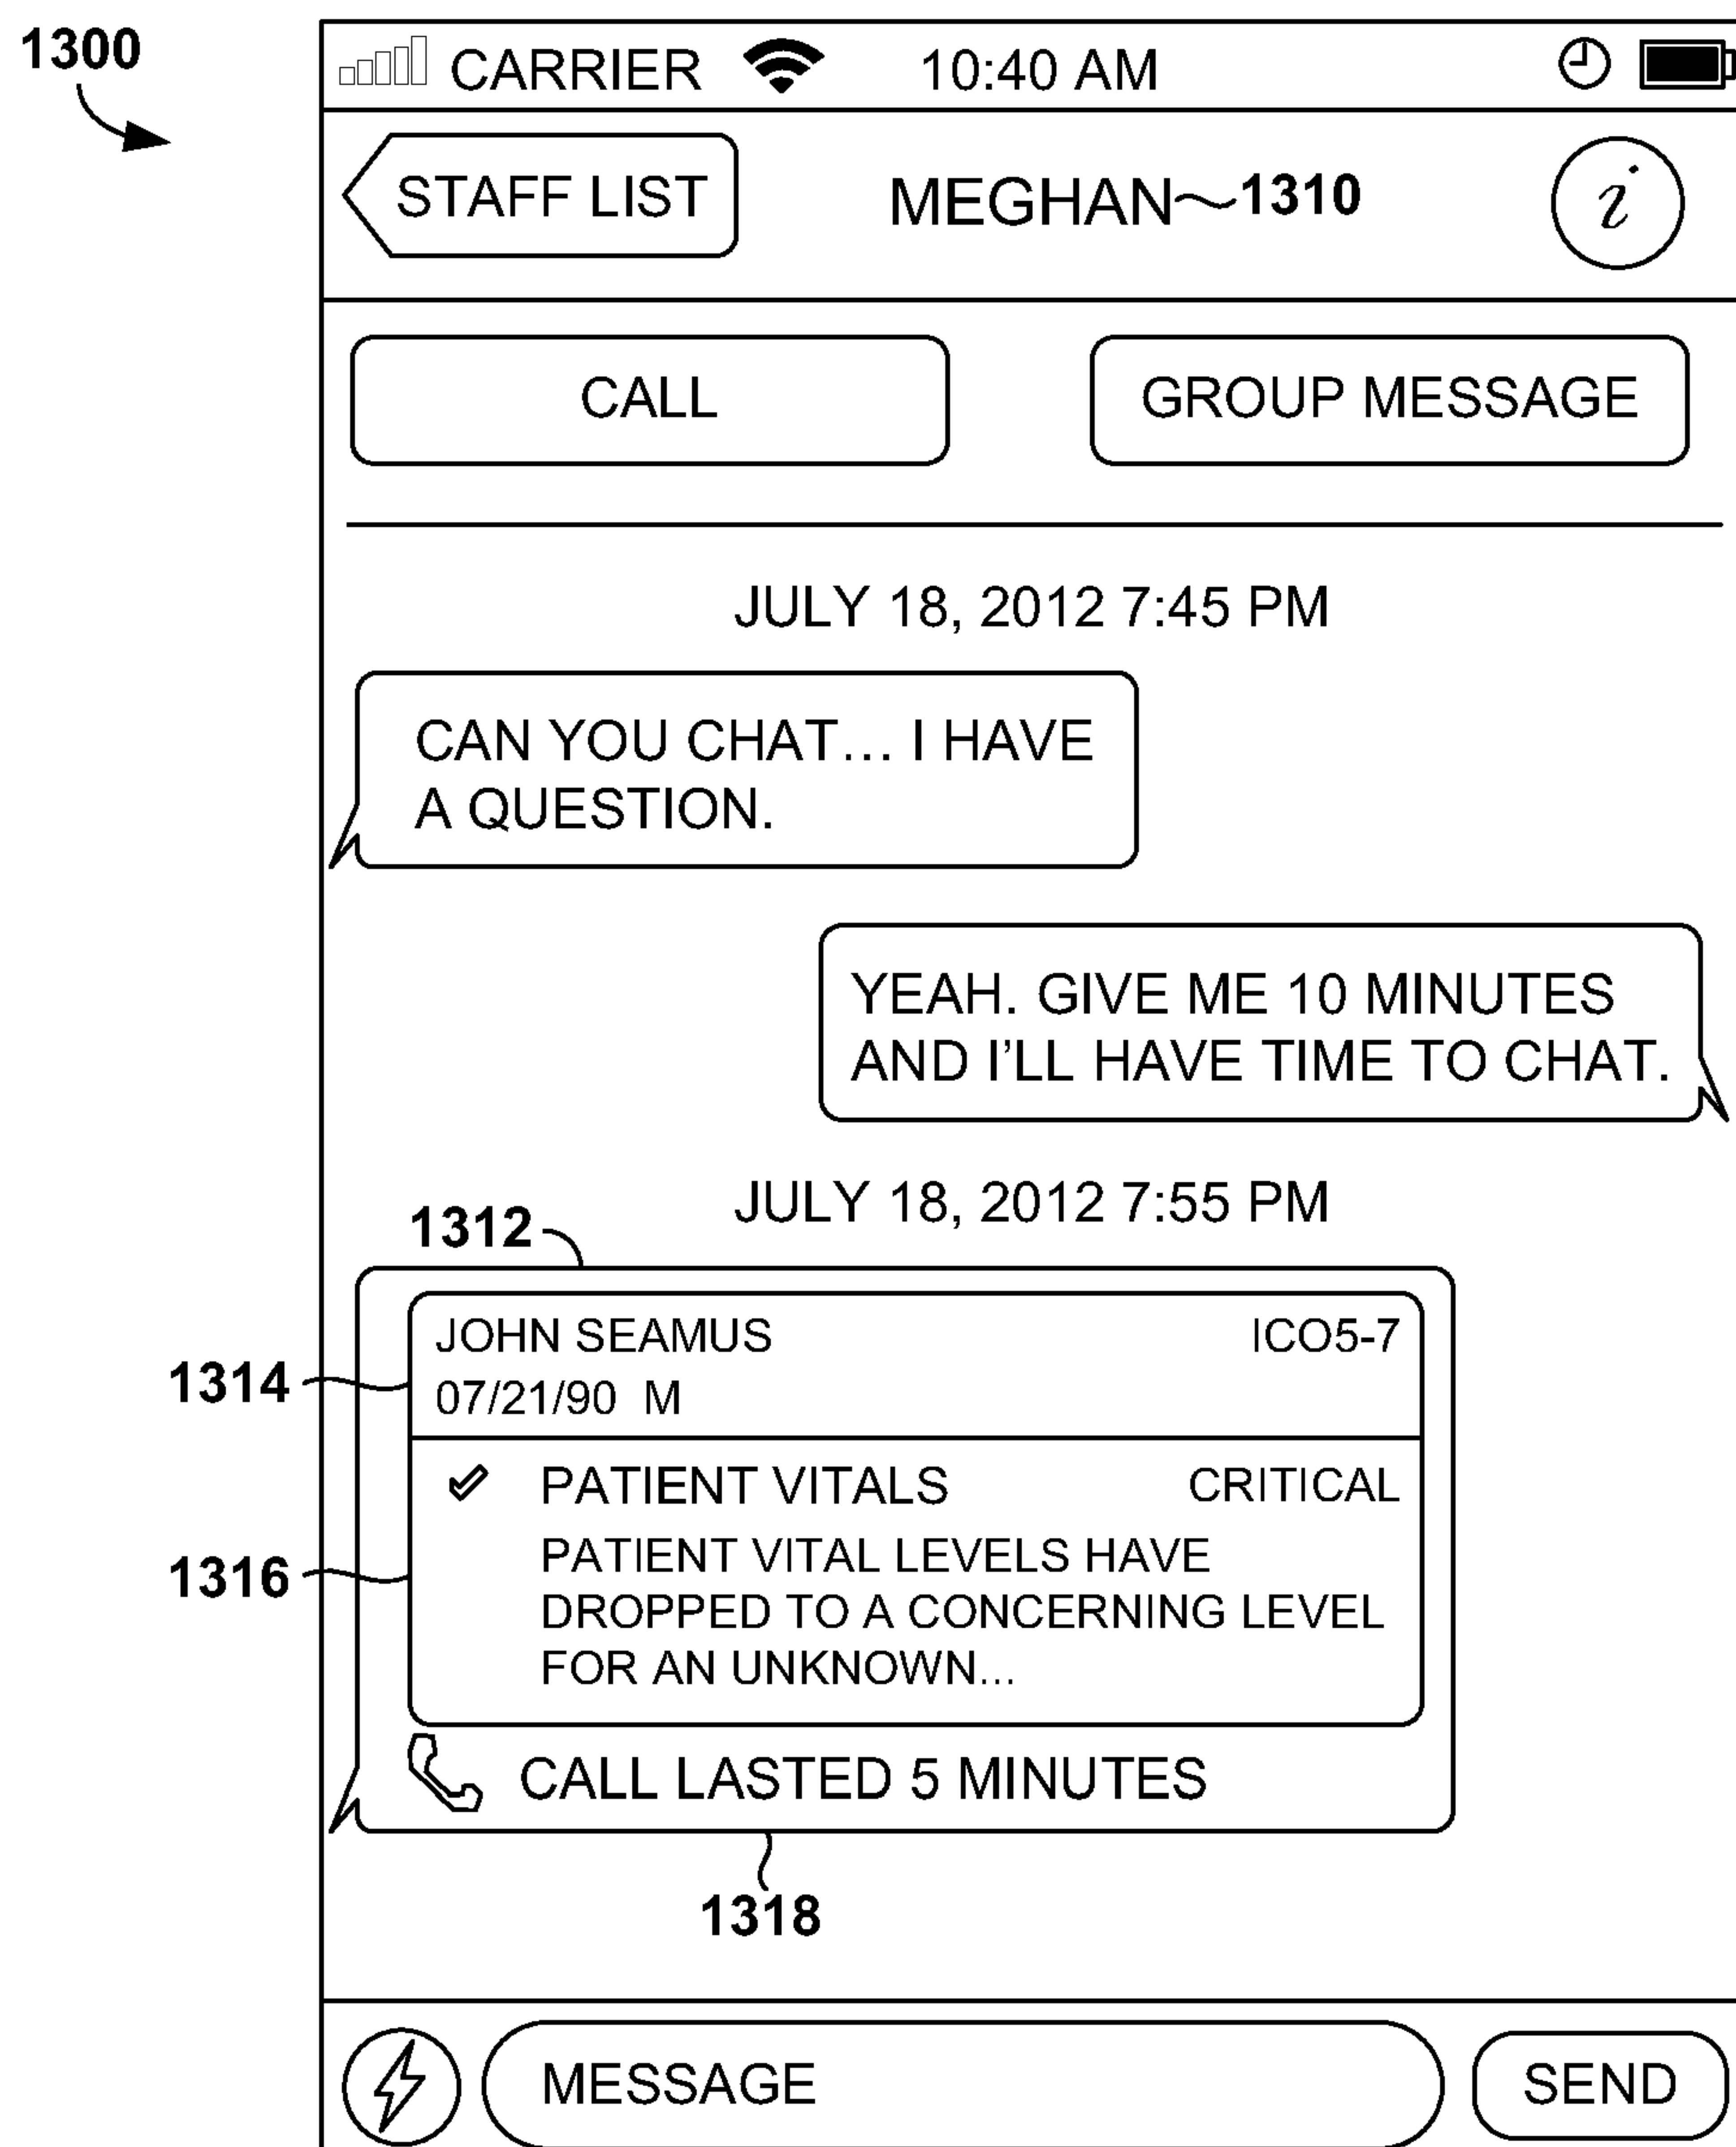 1300
CARRIER 10:40 AM
STAFF LIST MEGHAN 1310 i
CALL GROUP MESSAGE
JULY 18, 2012 7:45 PM
CAN YOU CHAT... I HAVE
A QUESTION.
YEAH. GIVE ME 10 MINUTES
AND I'LL HAVE TIME TO CHAT.
JULY 18, 2012 7:55 PM
1312
JOHN SEAMUS ICO5-7
1314
07/21/90 M
PATIENT VITALS CRITICAL
PATIENT VITAL LEVELS HAVE
1316
DROPPED TO A CONCERNING LEVEL
FOR AN UNKNOWN...
CALL LASTED 5 MINUTES
1318
MESSAGE SEND